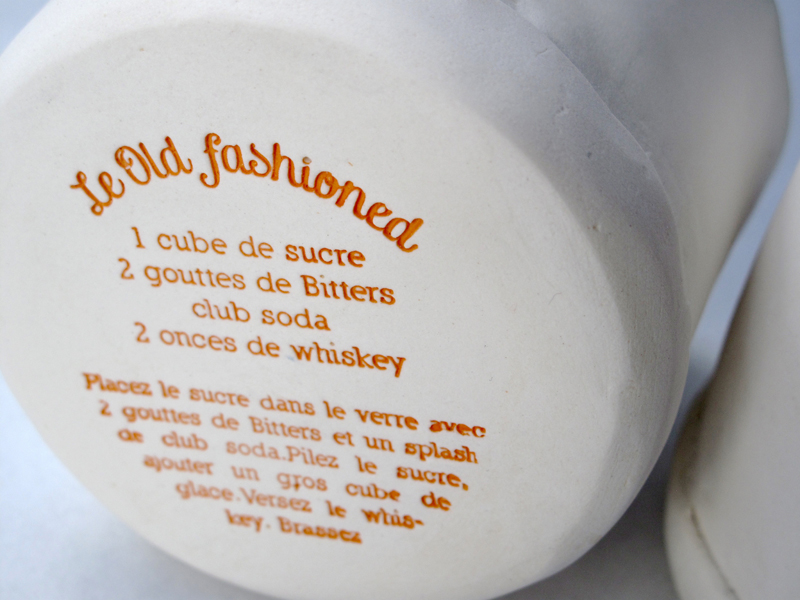 Le Old fashioned
1 cube de sucre
2 gouttes de Bitters
club soda
2 onces de whiskey
Placez le sucre dans le verre avec
2 gouttes de Bitters et un splash
de club soda.Pilez le sucre,
ajouter un gros cube de
glace.Versez le whis-
key. Brassez